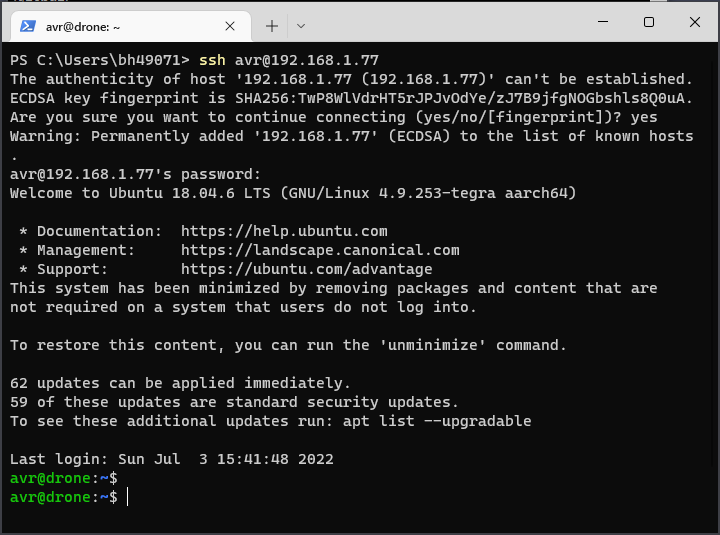 avr@drone: ~
PS C:\Users\bh49071> ssh avr@192.168.1.77
The authenticity of host '192.168.1.77 (192.168.1.77)' can't be established.
ECDSA key fingerprint is SHA256:TwP8WlVdrHT5rJPJvOdYe/zJ7B9jfgNOGbshls8Q0uA.
Are you sure you want to continue connecting (yes/no/[fingerprint])? yes
Warning: Permanently added '192.168.1.77' (ECDSA) to the list of known hosts
.
avr@192.168.1.77's password:
Welcome to Ubuntu 18.04.6 LTS (GNU/Linux 4.9.253-tegra aarch64)

 * Documentation:  https://help.ubuntu.com
 * Management:     https://landscape.canonical.com
 * Support:        https://ubuntu.com/advantage
This system has been minimized by removing packages and content that are
not required on a system that users do not log into.

To restore this content, you can run the 'unminimize' command.

62 updates can be applied immediately.
59 of these updates are standard security updates.
To see these additional updates run: apt list --upgradable

Last login: Sun Jul  3 15:41:48 2022
avr@drone:~$
avr@drone:~$